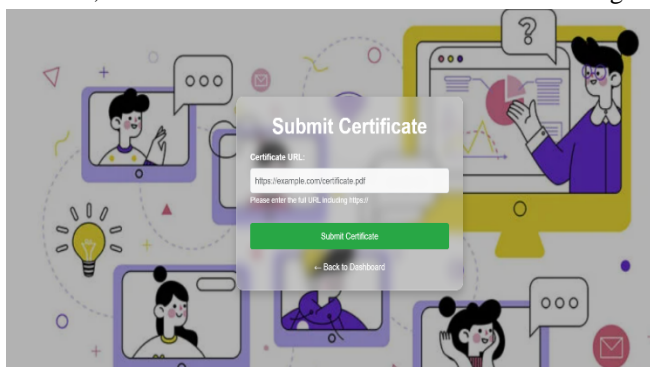 Submit Certificate
Certificate URL:
https://example.com/certificate.pdf
Please enter the full URL including https://
Submit Certificate
← Back to Dashboard